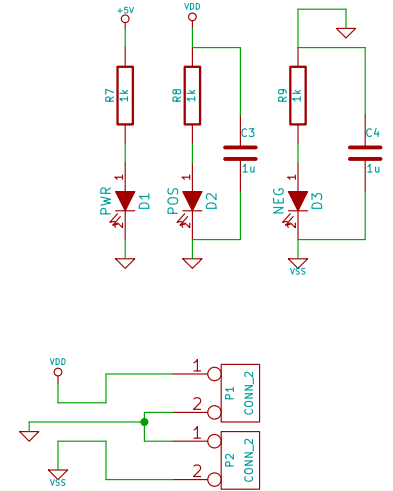 +5V
VDD
R7
1k
R8
1k
R9
1k
C3
1u
C4
1u
1
PWR
D1
2
1
POS
D2
2
1
NEG
D3
2
VSS
VDD
1
2
P1
CONN_2
1
2
P2
CONN_2
VSS